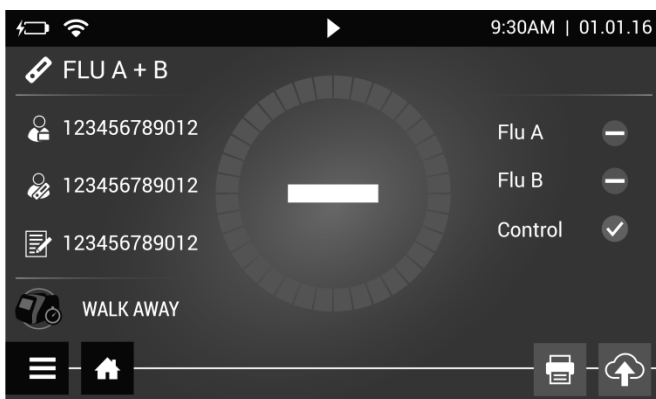 9:30AM | 01.01.16
FLU A + B
123456789012
123456789012
123456789012
WALK AWAY
Flu A
Flu B
Control